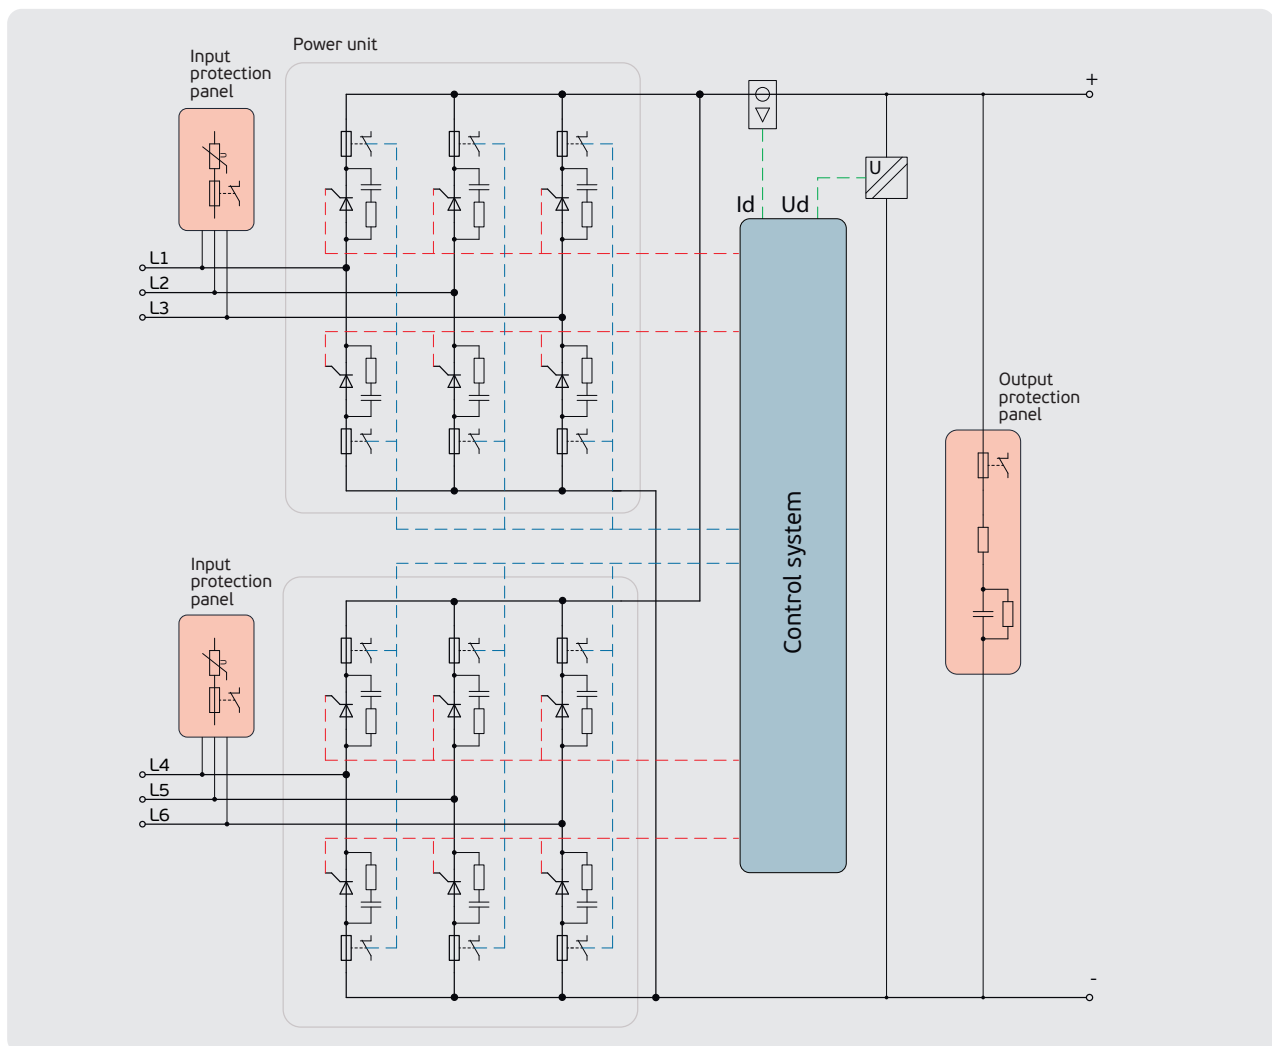 Power unit
Input
protection
panel
+
U
Id
Ud
L1
L2
L3
Output
protection
panel
Control system
Input
protection
panel
L4
L5
L6
-